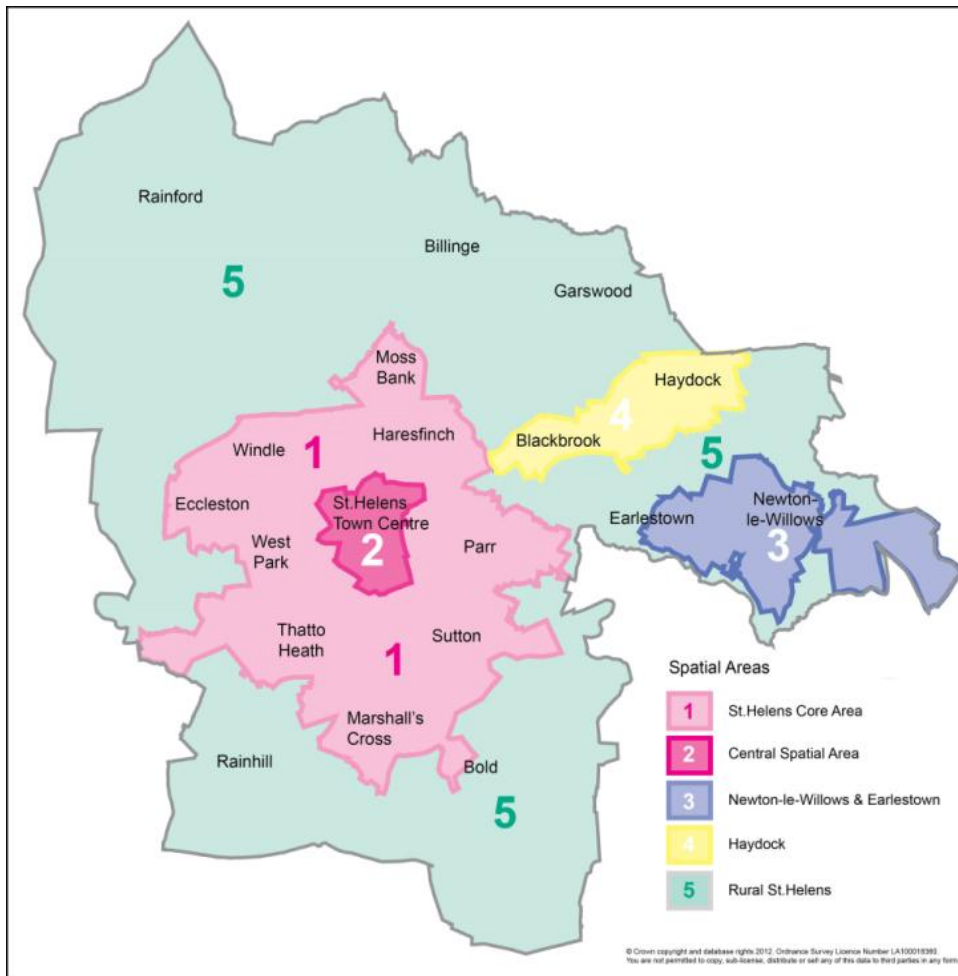 Rainford
Billinge
5
Garswood
Moss
Bank
Haydock
4
Blackbrook
Haresfinch
Windle
1
5
Eccleston
St.Helens
Town Centre
2
Newton-
le-Willows
3
Earlestown
West
Park
Parr
Thatto
Heath
Sutton
1
Marshall's
Cross
Rainhill
Bold
5
Spatial Areas
1 St.Helens Core Area
2 Central Spatial Area
3 Newton-le-Willows & Earlestown
4 Haydock
5 Rural St.Helens
© Crown copyright and database rights 2012. Ordnance Survey Licence Number LA100018393.
You are not permitted to copy, sub-license, distribute or sell any of this data to third parties in any form